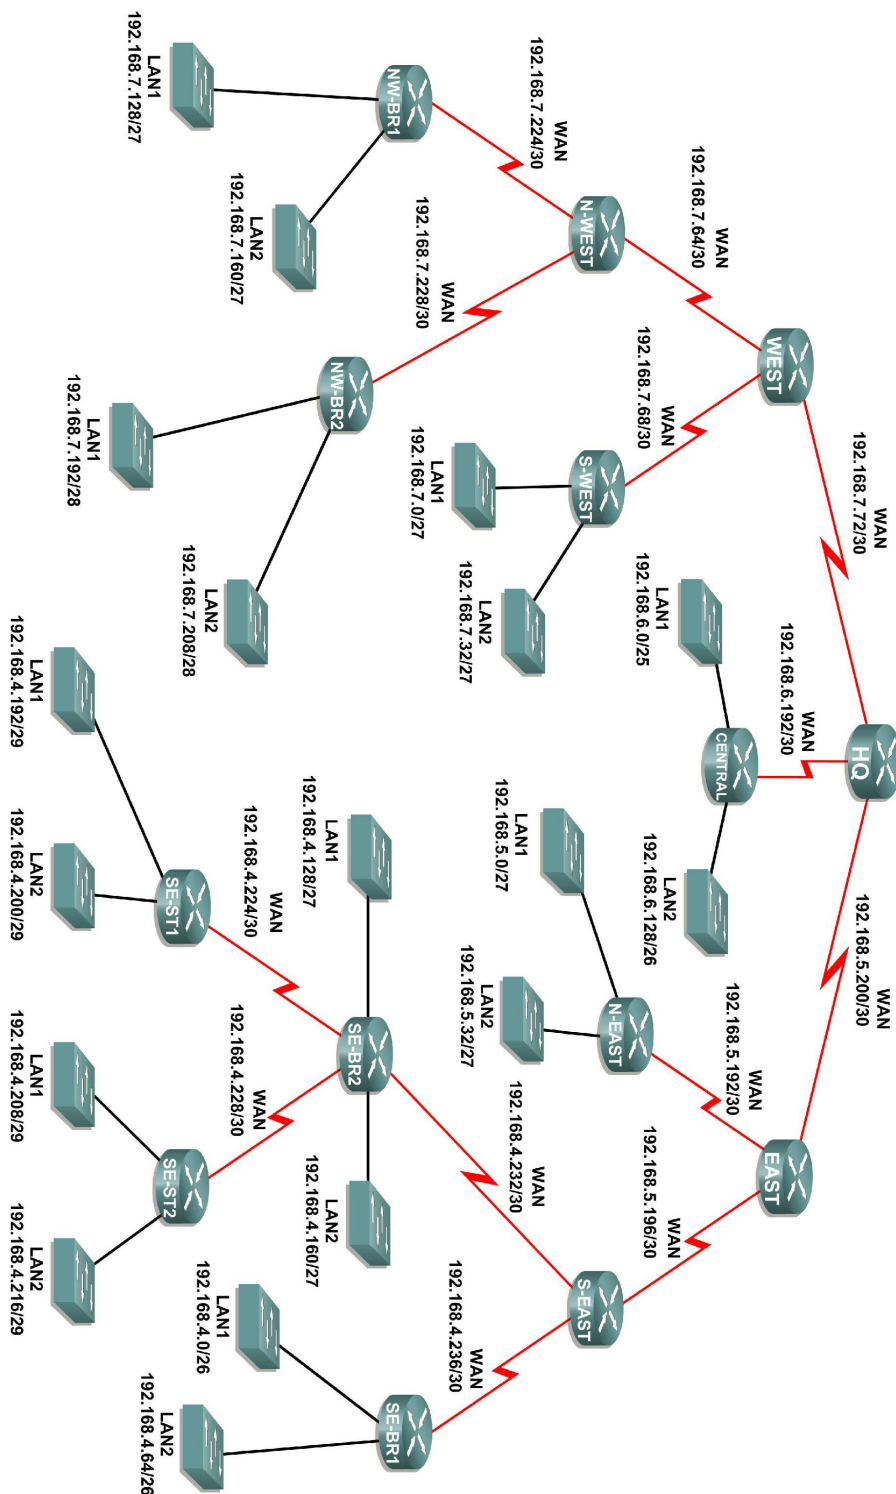 HQ
WAN
192.168.7.72/30
WAN
192.168.6.192/30
WAN
192.168.5.200/30
WEST
CENTRAL
EAST
LAN1
192.168.6.0/25
LAN2
192.168.6.128/26
WAN
192.168.7.64/30
WAN
192.168.7.68/30
WAN
192.168.5.192/30
WAN
192.168.5.196/30
N-WEST
S-WEST
N-EAST
S-EAST
LAN1
192.168.7.0/27
LAN2
192.168.7.32/27
LAN1
192.168.5.0/27
LAN2
192.168.5.32/27
WAN
192.168.7.224/30
WAN
192.168.7.228/30
WAN
192.168.4.232/30
WAN
192.168.4.236/30
NW-BR1
NW-BR2
SE-BR2
SE-BR1
LAN1
192.168.7.128/27
LAN2
192.168.7.160/27
LAN1
192.168.7.192/28
LAN2
192.168.7.208/28
LAN1
192.168.4.128/27
LAN2
192.168.4.160/27
LAN1
192.168.4.0/26
LAN2
192.168.4.64/26
WAN
192.168.4.224/30
WAN
192.168.4.228/30
SE-ST1
SE-ST2
LAN1
192.168.4.192/29
LAN2
192.168.4.200/29
LAN1
192.168.4.208/29
LAN2
192.168.4.216/29